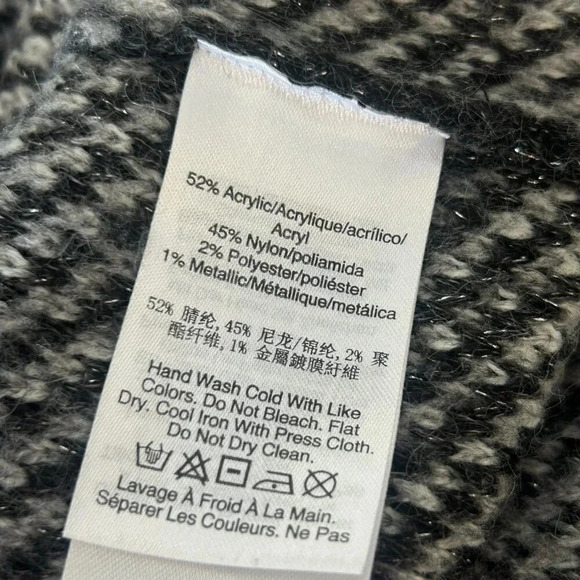 52% Acrylic/Acrylique/acrílico/
Acryl
45% Nylon/poliamida
2% Polyester/poliéster
1% Metallic/Métallique/metálica
52% 腈纶, 45% 尼龙/锦纶, 2% 聚
酯纤维, 1% 金屬鍍膜纤維
Hand Wash Cold With Like
Colors. Do Not Bleach. Flat
Dry. Cool Iron With Press Cloth.
Do Not Dry Clean.
Lavage À Froid À La Main.
Séparer Les Couleurs. Ne Pas